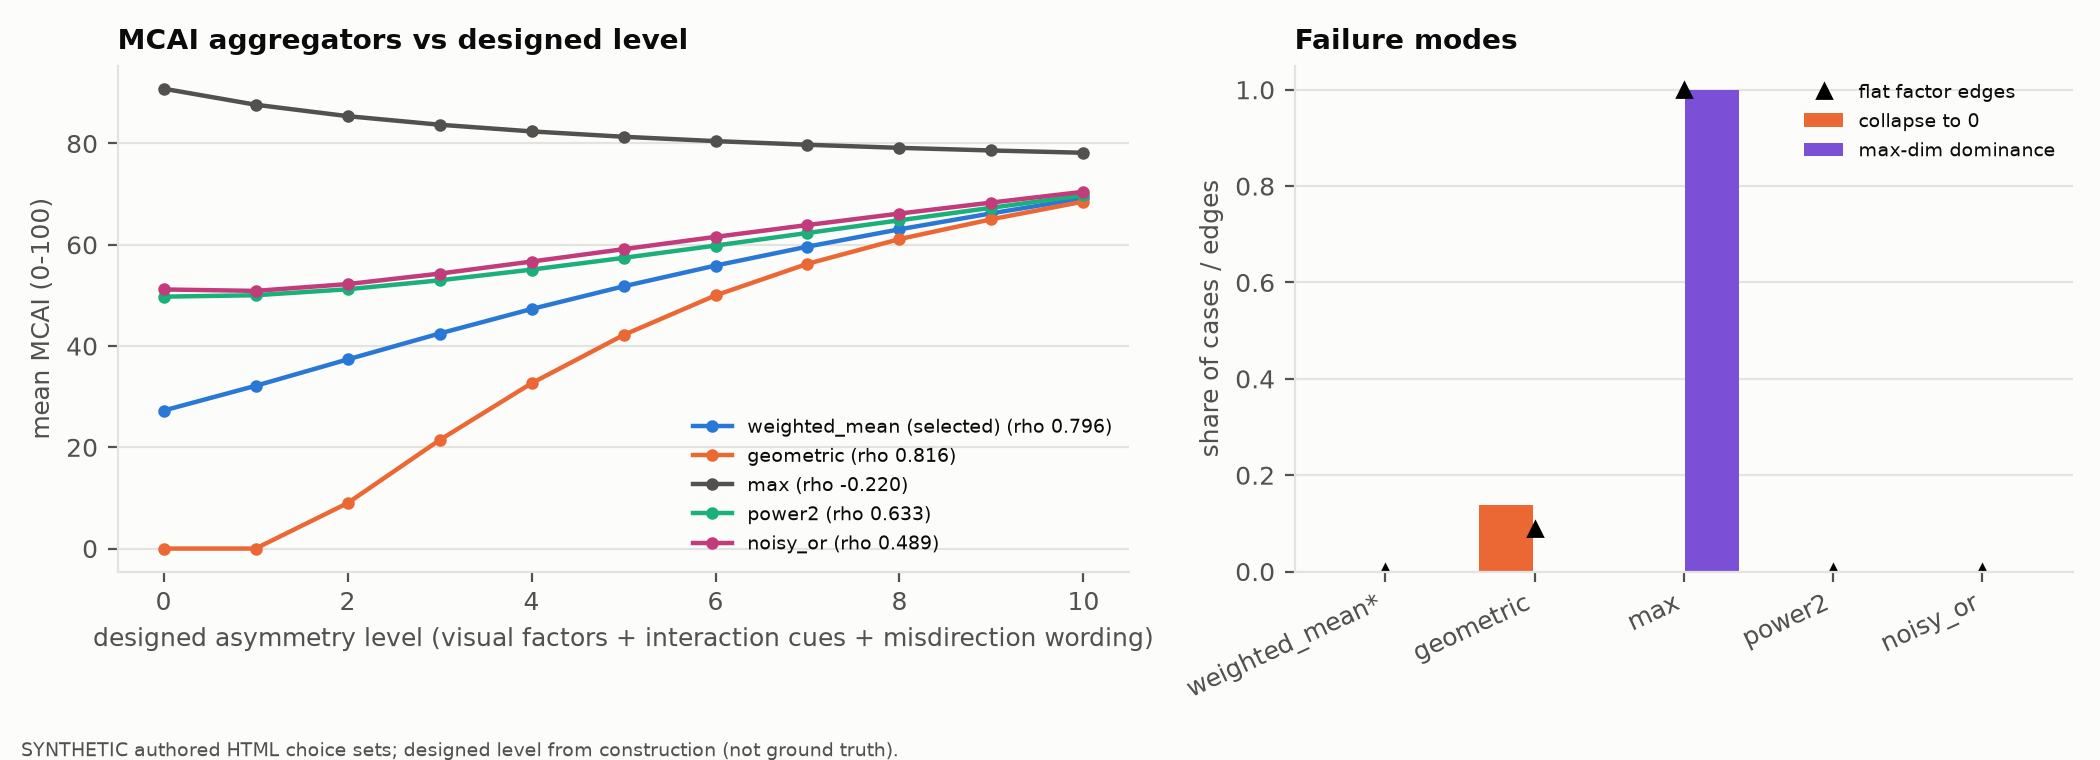 MCAI aggregators vs designed level
mean MCAI (0-100)
80
60
40
20
0
weighted_mean (selected) (rho 0.796)
geometric (rho 0.816)
max (rho -0.220)
power2 (rho 0.633)
noisy_or (rho 0.489)
0 2 4 6 8 10
designed asymmetry level (visual factors + interaction cues + misdirection wording)
Failure modes
share of cases / edges
1.0
0.8
0.6
0.4
0.2
0.0
flat factor edges
collapse to 0
max-dim dominance
weighted_mean*
geometric
max
power2
noisy_or
SYNTHETIC authored HTML choice sets; designed level from construction (not ground truth).